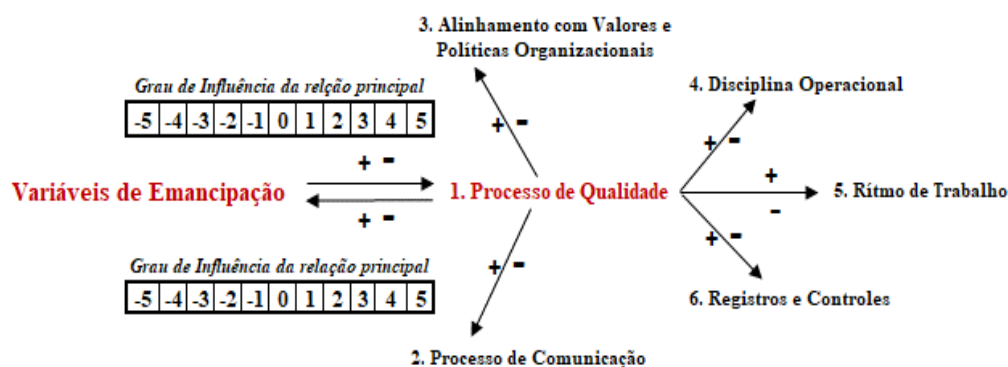 3. Alinhamento com Valores e
Políticas Organizacionais
Grau de Influência da relção principal
-5 -4 -3 -2 -1 0 1 2 3 4 5
4. Disciplina Operacional
+ -
+ -
+ -
Variáveis de Emancipação
1. Processo de Qualidade
+
5. Rítmo de Trabalho
-
+ -
+ -
+ -
Grau de Influência da relação principal
-5 -4 -3 -2 -1 0 1 2 3 4 5
6. Registros e Controles
2. Processo de Comunicação